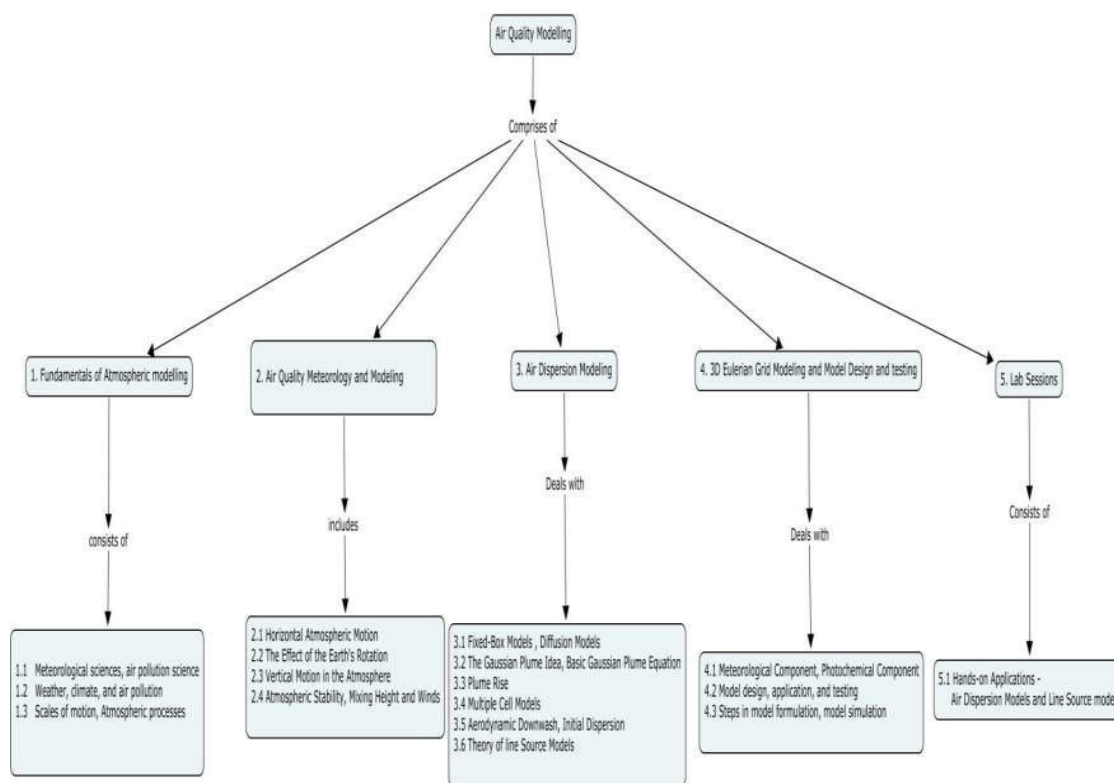 Air Quality Modelling
Comprises of
1. Fundamentals of Atmospheric modelling
2. Air Quality Meteorology and Modeling
3. Air Dispersion Modeling
4. 3D Eulerian Grid Modeling and Model Design and testing
5. Lab Sessions
consists of
includes
Deals with
Deals with
Consists of
1.1 Meteorological sciences, air pollution science
1.2 Weather, climate, and air pollution
1.3 Scales of motion, Atmospheric processes
2.1 Horizontal Atmospheric Motion
2.2 The Effect of the Earth's Rotation
2.3 Vertical Motion in the Atmosphere
2.4 Atmospheric Stability, Mixing Height and Winds
3.1 Fixed-Box Models , Diffusion Models
3.2 The Gaussian Plume Idea, Basic Gaussian Plume Equation
3.3 Plume Rise
3.4 Multiple Cell Models
3.5 Aerodynamic Downwash, Initial Dispersion
3.6 Theory of line Source Models
4.1 Meteorological Component, Photochemical Component
4.2 Model design, application, and testing
4.3 Steps in model formulation, model simulation
5.1 Hands-on Applications -
Air Dispersion Models and Line Source model